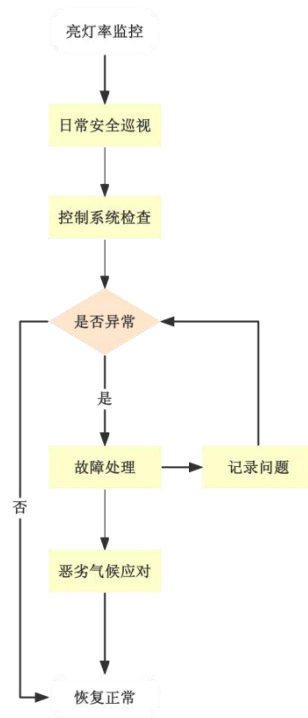 亮灯率监控
日常安全巡视
控制系统检查
是否异常
是
故障处理
记录问题
否
恶劣气候应对
恢复正常